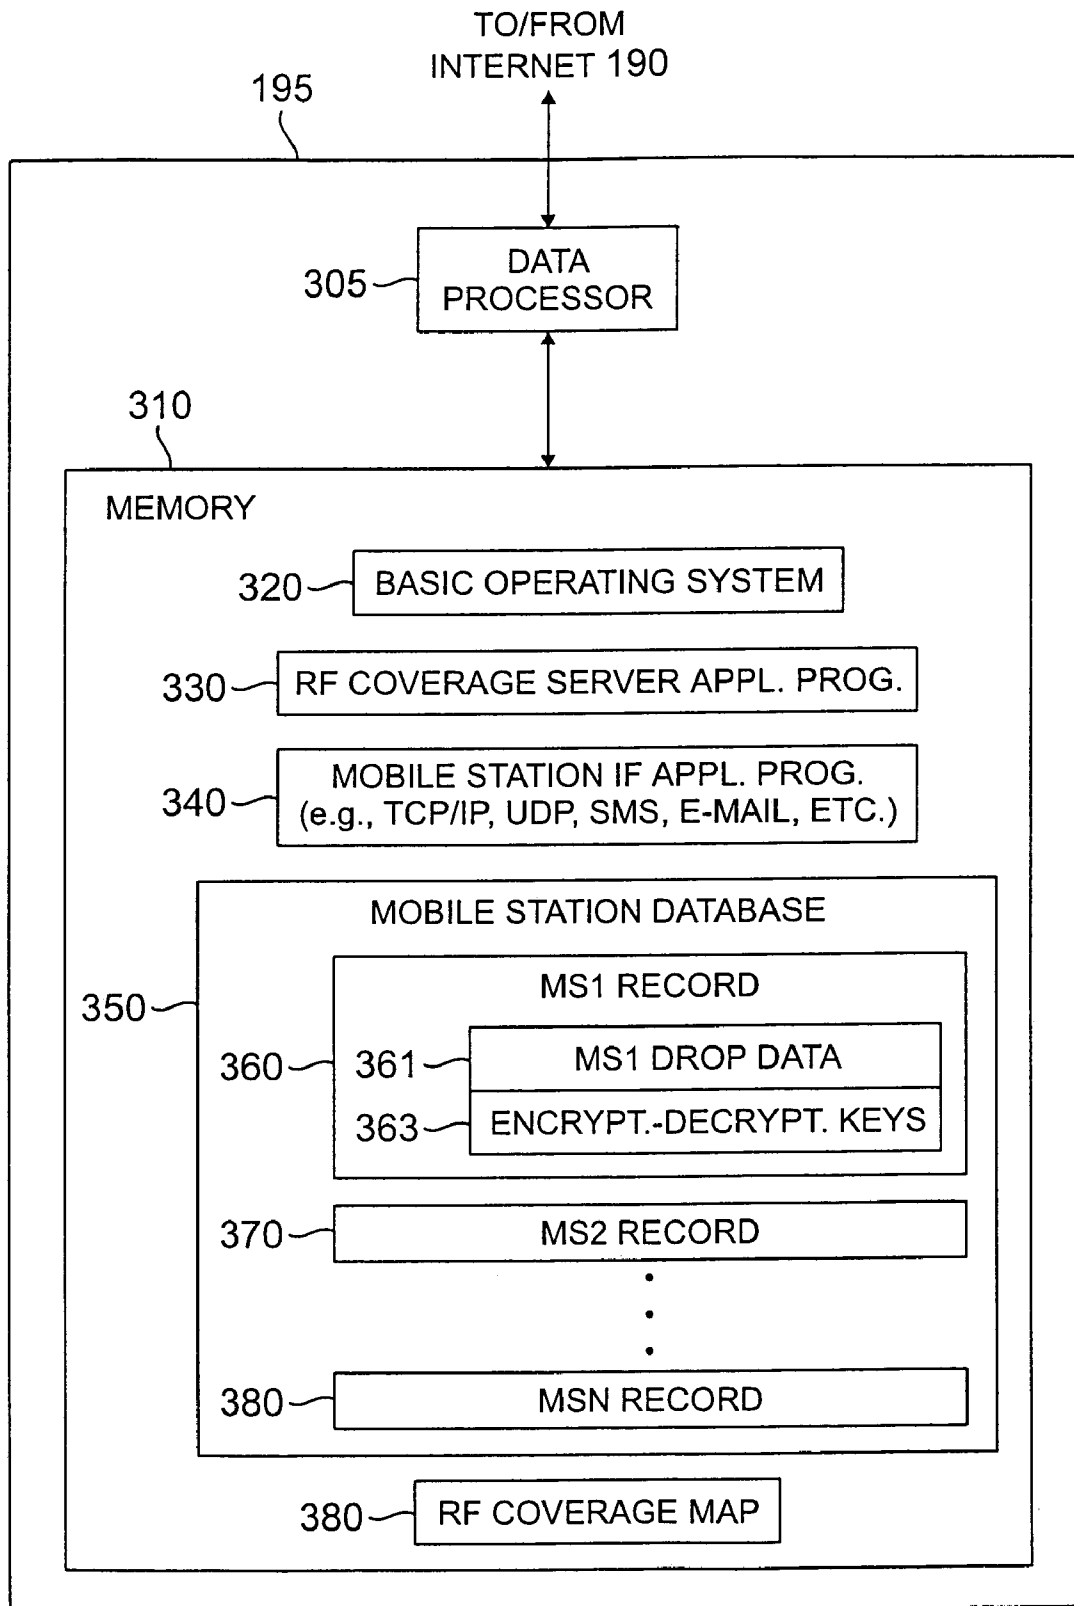 TO/FROM
INTERNET 190
195
DATA
PROCESSOR
305
310
MEMORY
320
BASIC OPERATING SYSTEM
330
RF COVERAGE SERVER APPL. PROG.
340
MOBILE STATION IF APPL. PROG.
(e.g., TCP/IP, UDP, SMS, E-MAIL, ETC.)
MOBILE STATION DATABASE
350
MS1 RECORD
360
361
MS1 DROP DATA
363
ENCRYPT.-DECRYPT. KEYS
370
MS2 RECORD
380
MSN RECORD
380
RF COVERAGE MAP